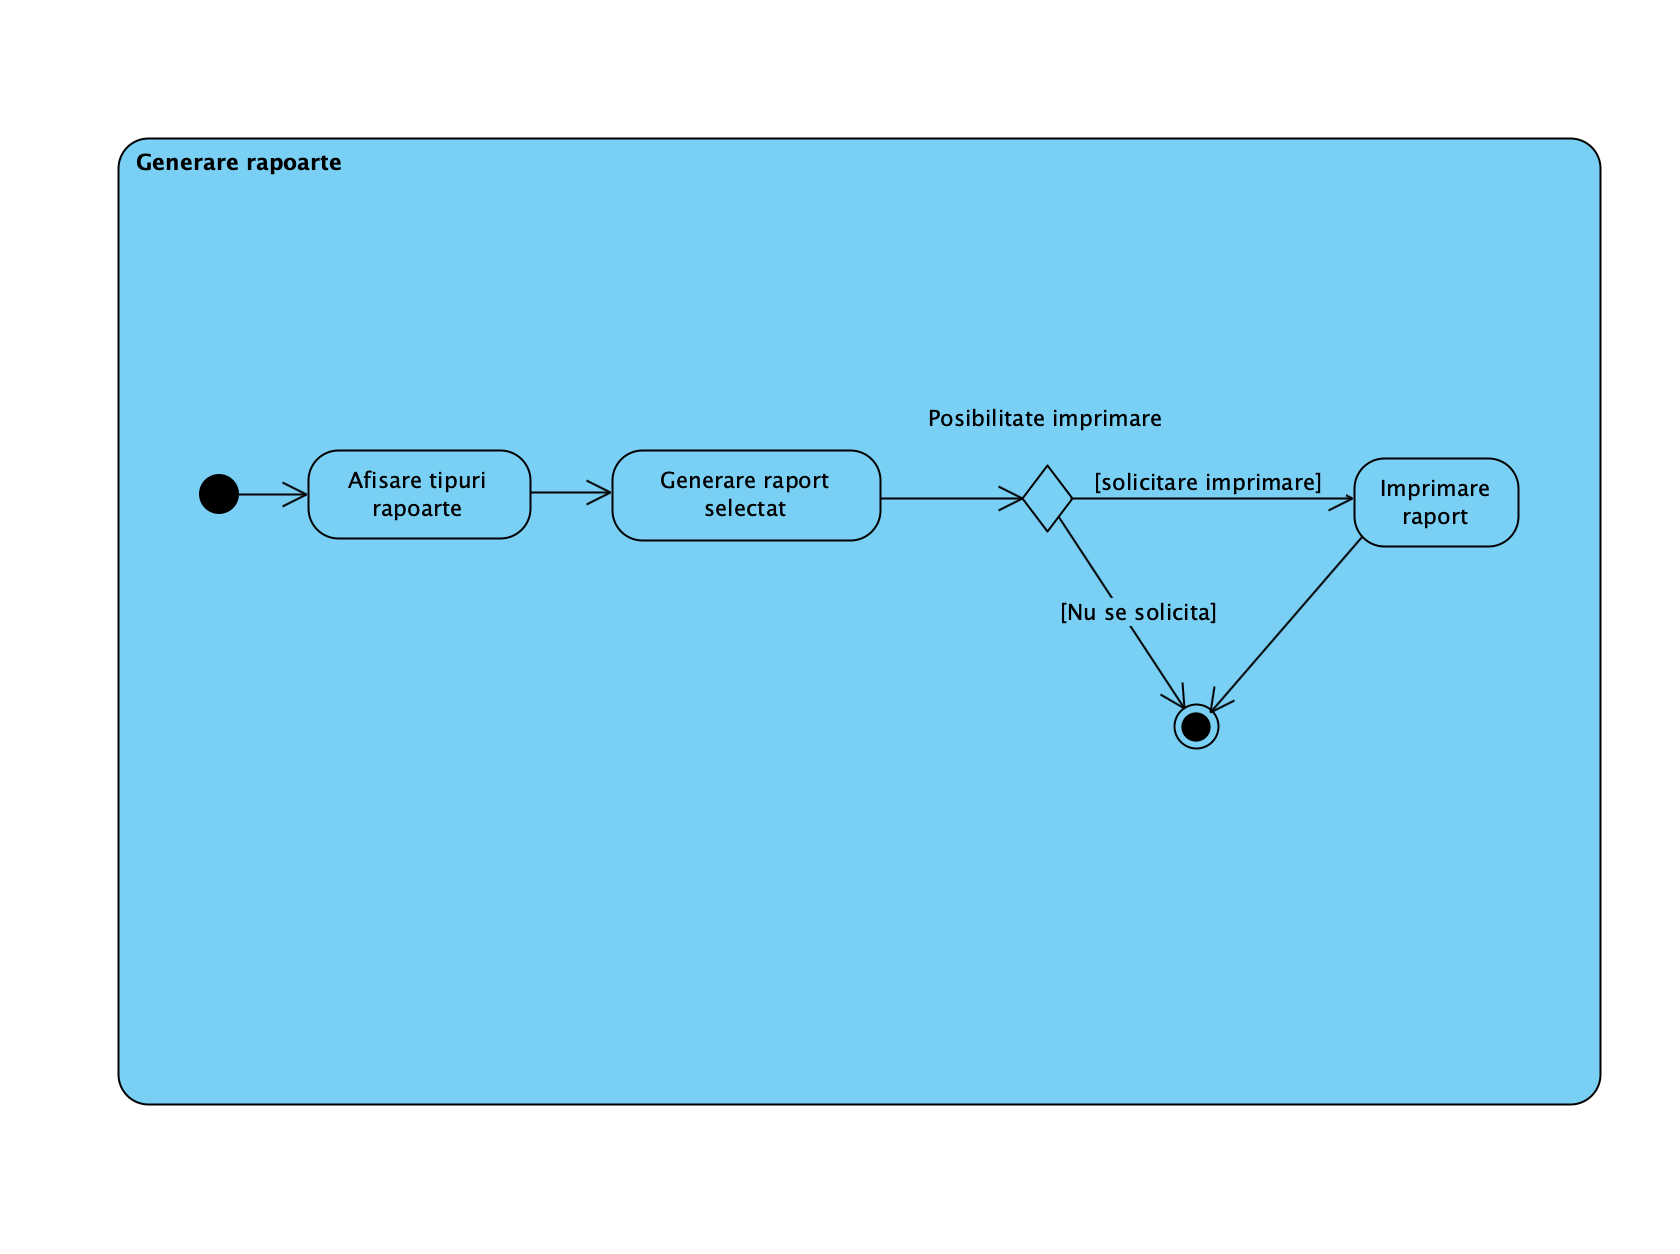 Generare rapoarte
Posibilitate imprimare
Afisare tipuri
rapoarte
Generare raport
selectat
[solicitare imprimare]
Imprimare
raport
[Nu se solicita]